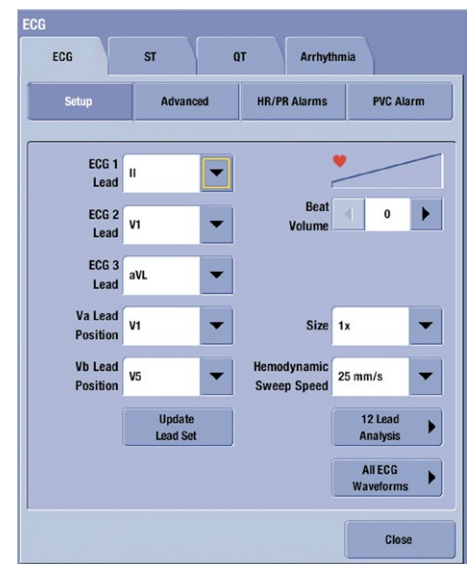 ECG
ECG ST QT Arrhythmia
Setup Advanced HR/PR Alarms PVC Alarm
ECG 1
Lead
II
ECG 2
Lead
V1
Beat
Volume
0
ECG 3
Lead
aVL
Va Lead
Position
V1
Size 1x
Vb Lead
Position
V5
Hemodynamic
Sweep Speed
25 mm/s
Update
Lead Set
12 Lead
Analysis
All ECG
Waveforms
Close